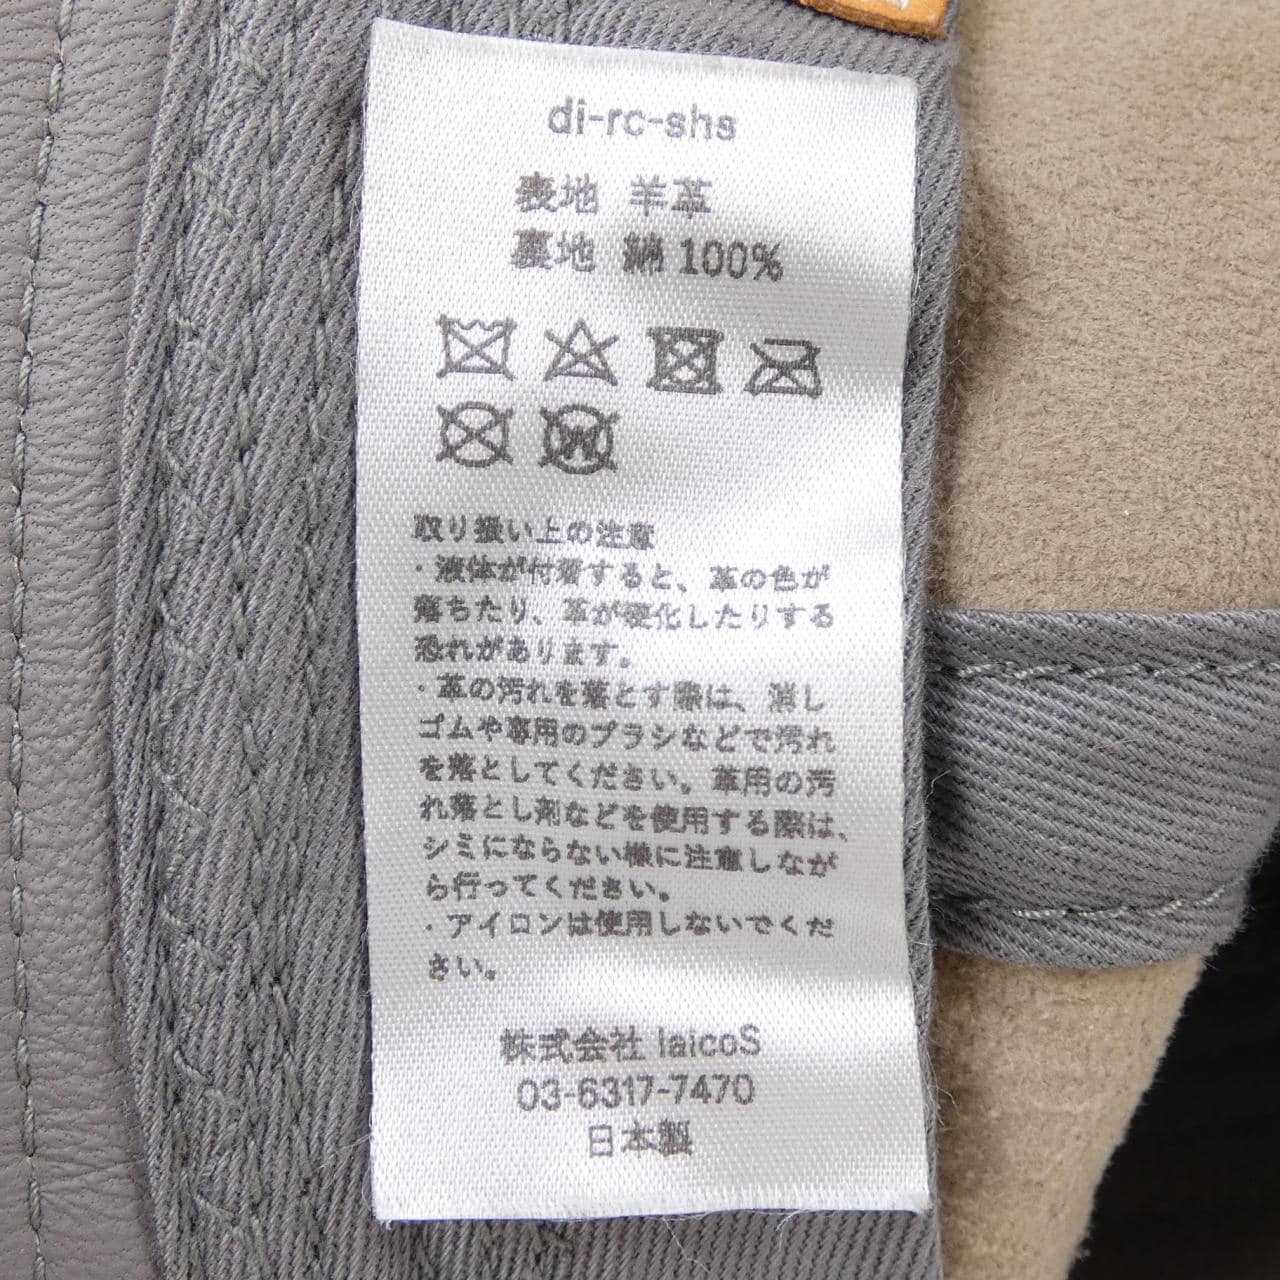 di-rc-shs
表地 羊革
裏地 綿 100%
取り扱い上の注意
・液体が付着すると、革の色が
落ちたり、革が硬化したりする
恐れがあります。
・革の汚れを落とす際は、消し
ゴムや専用のブラシなどで汚れ
を落としてください。革用の汚
れ落とし剤などを使用する際は、
シミにならない様に注意しなが
ら行ってください。
・アイロンは使用しないでくだ
さい。
株式会社 laicoS
03-6317-7470
日本製